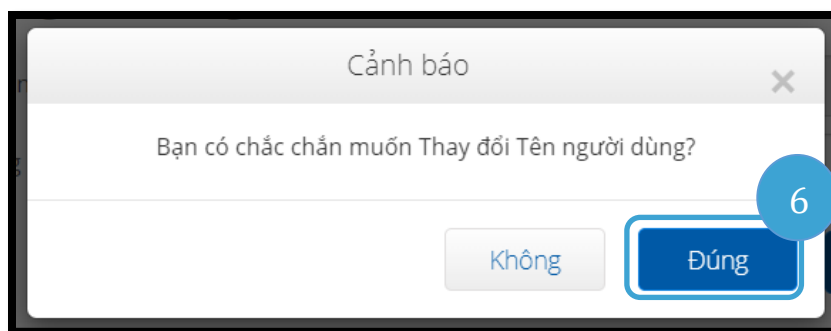 Cảnh báo
×
Bạn có chắc chắn muốn Thay đổi Tên người dùng?
6
Không
Đúng